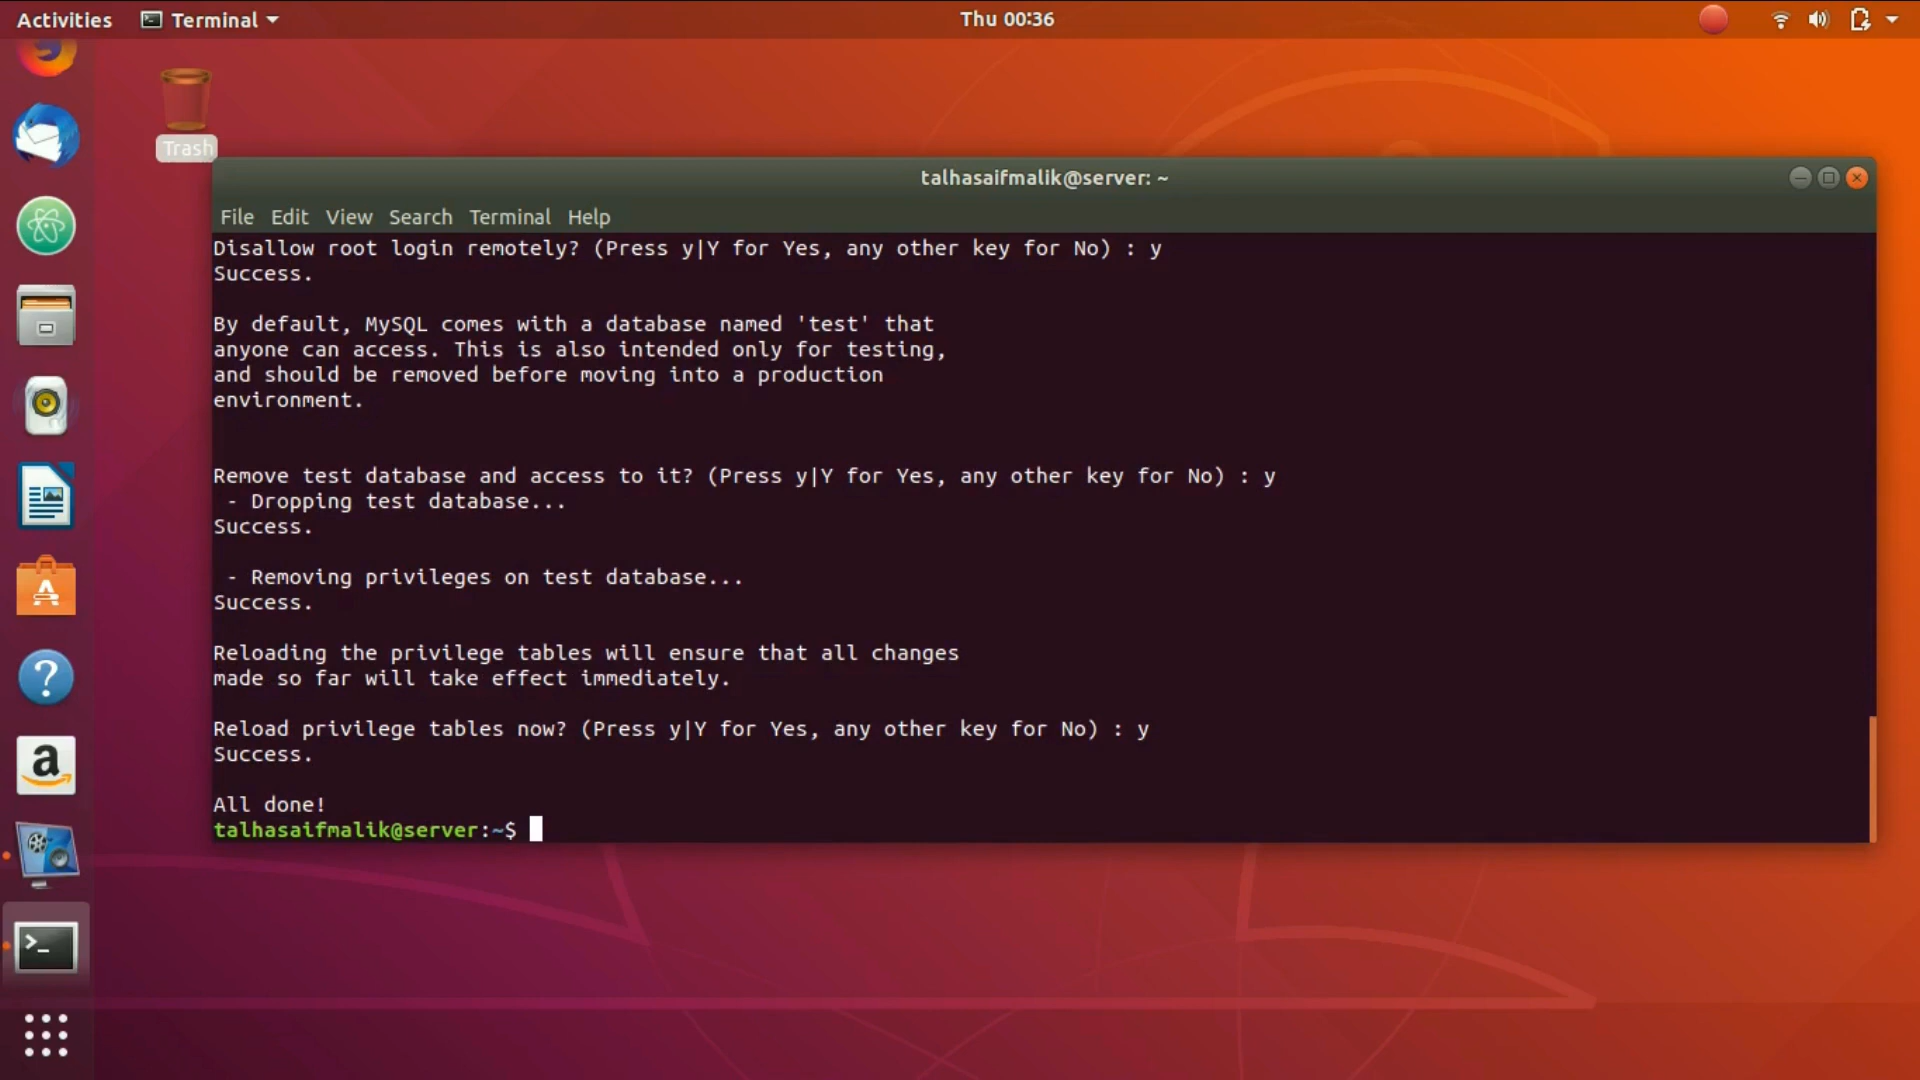 Activities
Terminal
Thu 00:36
Trash
talhasaifmalik@server: ~
File Edit View Search Terminal Help
Disallow root login remotely? (Press y|Y for Yes, any other key for No) : y
Success.
By default, MySQL comes with a database named 'test' that
anyone can access. This is also intended only for testing,
and should be removed before moving into a production
environment.
Remove test database and access to it? (Press y|Y for Yes, any other key for No) : y
- Dropping test database...
Success.
- Removing privileges on test database...
Success.
Reloading the privilege tables will ensure that all changes
made so far will take effect immediately.
Reload privilege tables now? (Press y|Y for Yes, any other key for No) : y
Success.
All done!
talhasaifmalik@server:~$